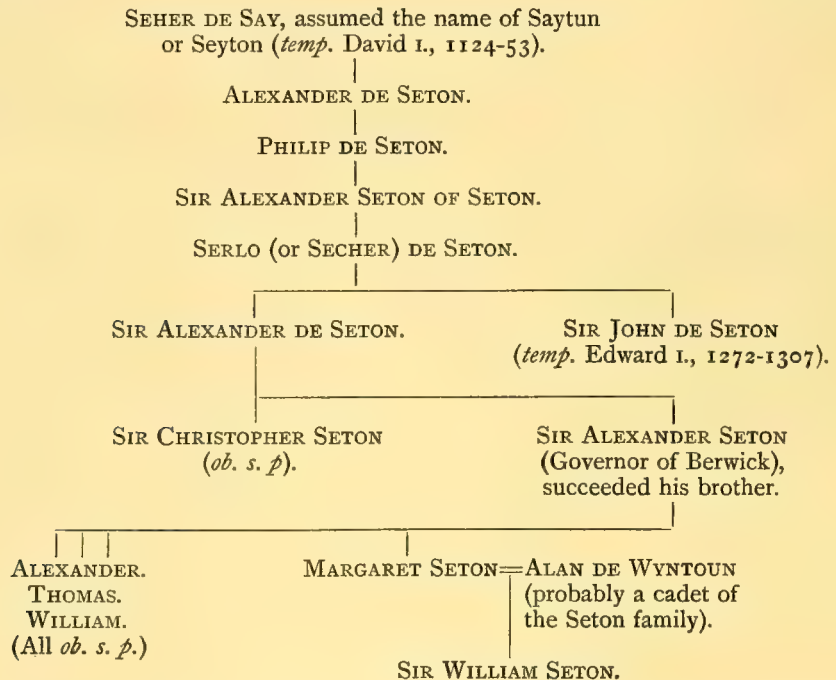 SEHER DE SAY, assumed the name of Saytun
or Seyton (temp. David I., 1124-53).
ALEXANDER DE SETON.
PHILIP DE SETON.
SIR ALEXANDER SETON OF SETON.
SERLO (or SECHER) DE SETON.
SIR ALEXANDER DE SETON.
SIR JOHN DE SETON
(temp. Edward I., 1272-1307).
SIR CHRISTOPHER SETON
(ob. s. p).
SIR ALEXANDER SETON
(Governor of Berwick),
succeeded his brother.
ALEXANDER.
THOMAS.
WILLIAM.
(All ob. s. p.)
MARGARET SETON=ALAN DE WYNTOUN
(probably a cadet of
the Seton family).
SIR WILLIAM SETON.